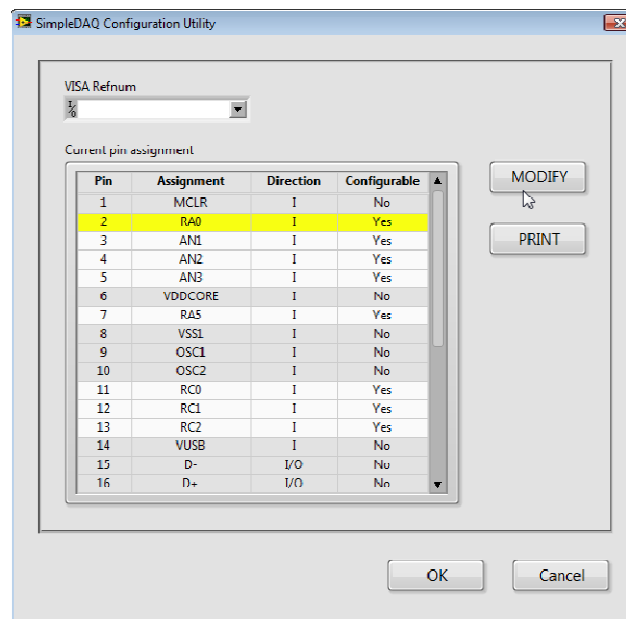 SimpleDAQ Configuration Utility
VISA Refnum
I/0
Current pin assignment
Pin Assignment Direction Configurable
1 MCLR I No
2 RA0 I Yes
3 AN1 I Yes
4 AN2 I Yes
5 AN3 I Yes
6 VDDCORE I No
7 RA5 I Yes
8 VSS1 I No
9 OSC1 I No
10 OSC2 I No
11 RC0 I Yes
12 RC1 I Yes
13 RC2 I Yes
14 VUSB I No
15 D- I/O No
16 D+ I/O No
MODIFY
PRINT
OK Cancel